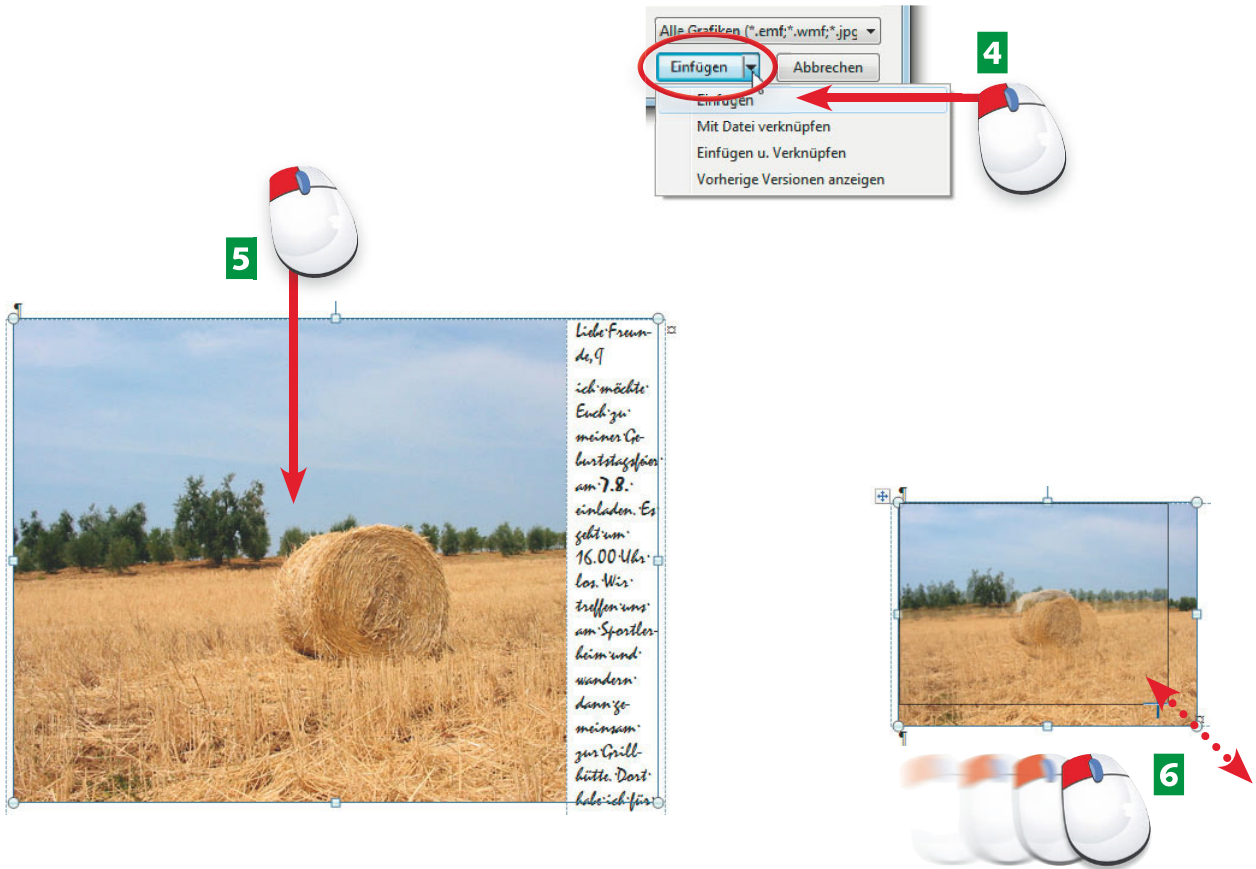 Alle Grafiken (*.emf;*.wmf;*.jpg
Einfügen
Abbrechen
Einfügen
Mit Datei verknüpfen
Einfügen u. Verknüpfen
Vorherige Versionen anzeigen
4
5
¶
Liebe·Freun-
de,¶
ich·möchte·
Euch·zu·
meiner·Ge-
burtstagsfeier·
am·7.8.·
einladen.·Es·
geht·um·
16.00·Uhr·
los.·Wir·
treffen·uns·
am·Sportler-
heim·und·
wandern·
dann·ge-
meinsam·
zur·Grill-
hütte.·Dort·
habe·ich·für·
¤
¶
¤
¶
6